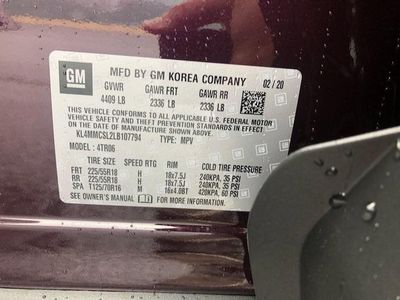 GM
MFD BY GM KOREA COMPANY 02 / 20
GVWR GAWR FRT GAWR RR
4409 LB 2336 LB 2336 LB
THIS VEHICLE CONFORMS TO ALL APPLICABLE U.S. FEDERAL MOTOR
VEHICLE SAFETY, BUMPER, AND THEFT PREVENTION STANDARDS IN
EFFECT ON THE DATE OF MANUFACTURE SHOWN ABOVE.
KL4MMCSL2LB107794 TYPE: MPV
MODEL: 4TR06
TIRE SIZE SPEED RTG RIM COLD TIRE PRESSURE
FRT 225/55R18 H 18x7.5J 240KPA, 35 PSI
RR 225/55R18 H 18x7.5J 240KPA, 35 PSI
SPA T125/70R16 M 16x4.0BT 420KPA, 60 PSI
SEE OWNER'S MANUAL FOR MORE INFORMATION.